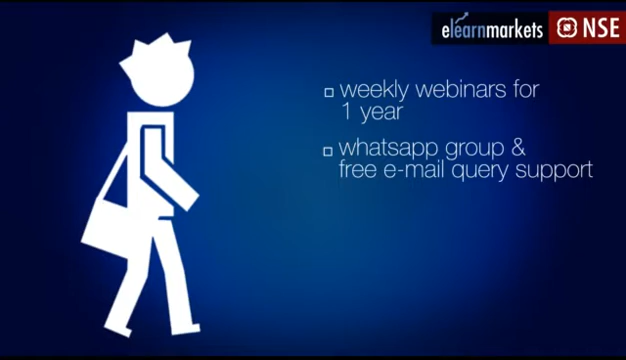 elearnmarkets NSE
weekly webinars for
1 year
whatsapp group &
free e-mail query support